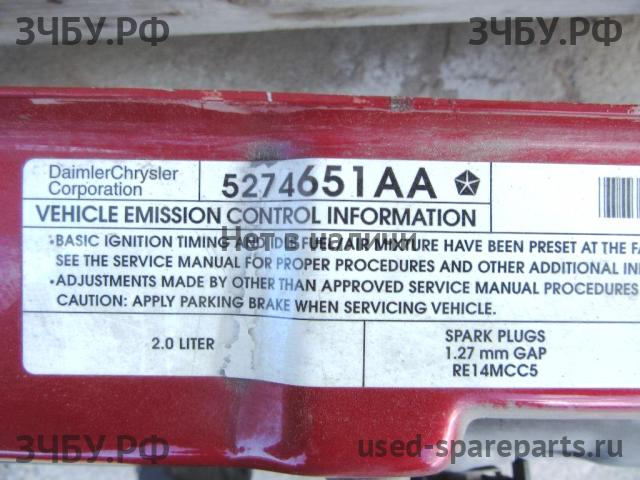 ЗЧБУ.РФ
ЗЧБУ.РФ
DaimlerChrysler
Corporation
5274651AA
VEHICLE EMISSION CONTROL INFORMATION
Нет в наличии
•BASIC IGNITION TIMING AND IDLE FUEL/AIR MIXTURE HAVE BEEN PRESET AT THE
SEE THE SERVICE MANUAL FOR PROPER PROCEDURES AND OTHER ADDITIONAL
•ADJUSTMENTS MADE BY OTHER THAN APPROVED SERVICE MANUAL PROCEDURES
CAUTION: APPLY PARKING BRAKE WHEN SERVICING VEHICLE.
2.0 LITER
SPARK PLUGS
1.27 mm GAP
RE14MCC5
ЗЧБУ.РФ
used-spareparts.ru